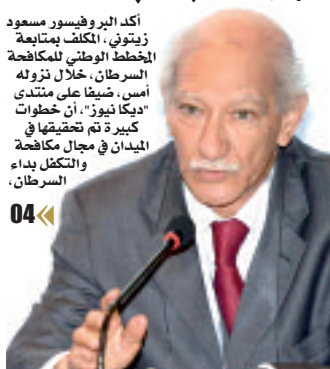 أكد البروفيسور مسعود
زيتوني، المكلف بمتابعة
المخطط الوطني للمكافحة
السرطان، خلال نزوله
أمس، ضيفا على منتدى
"ديكا نيوز"، أن خطوات
كبيرة تم تحقيقها في
الميدان في مجال مكافحة
والتكفل بداء
السرطان،
04